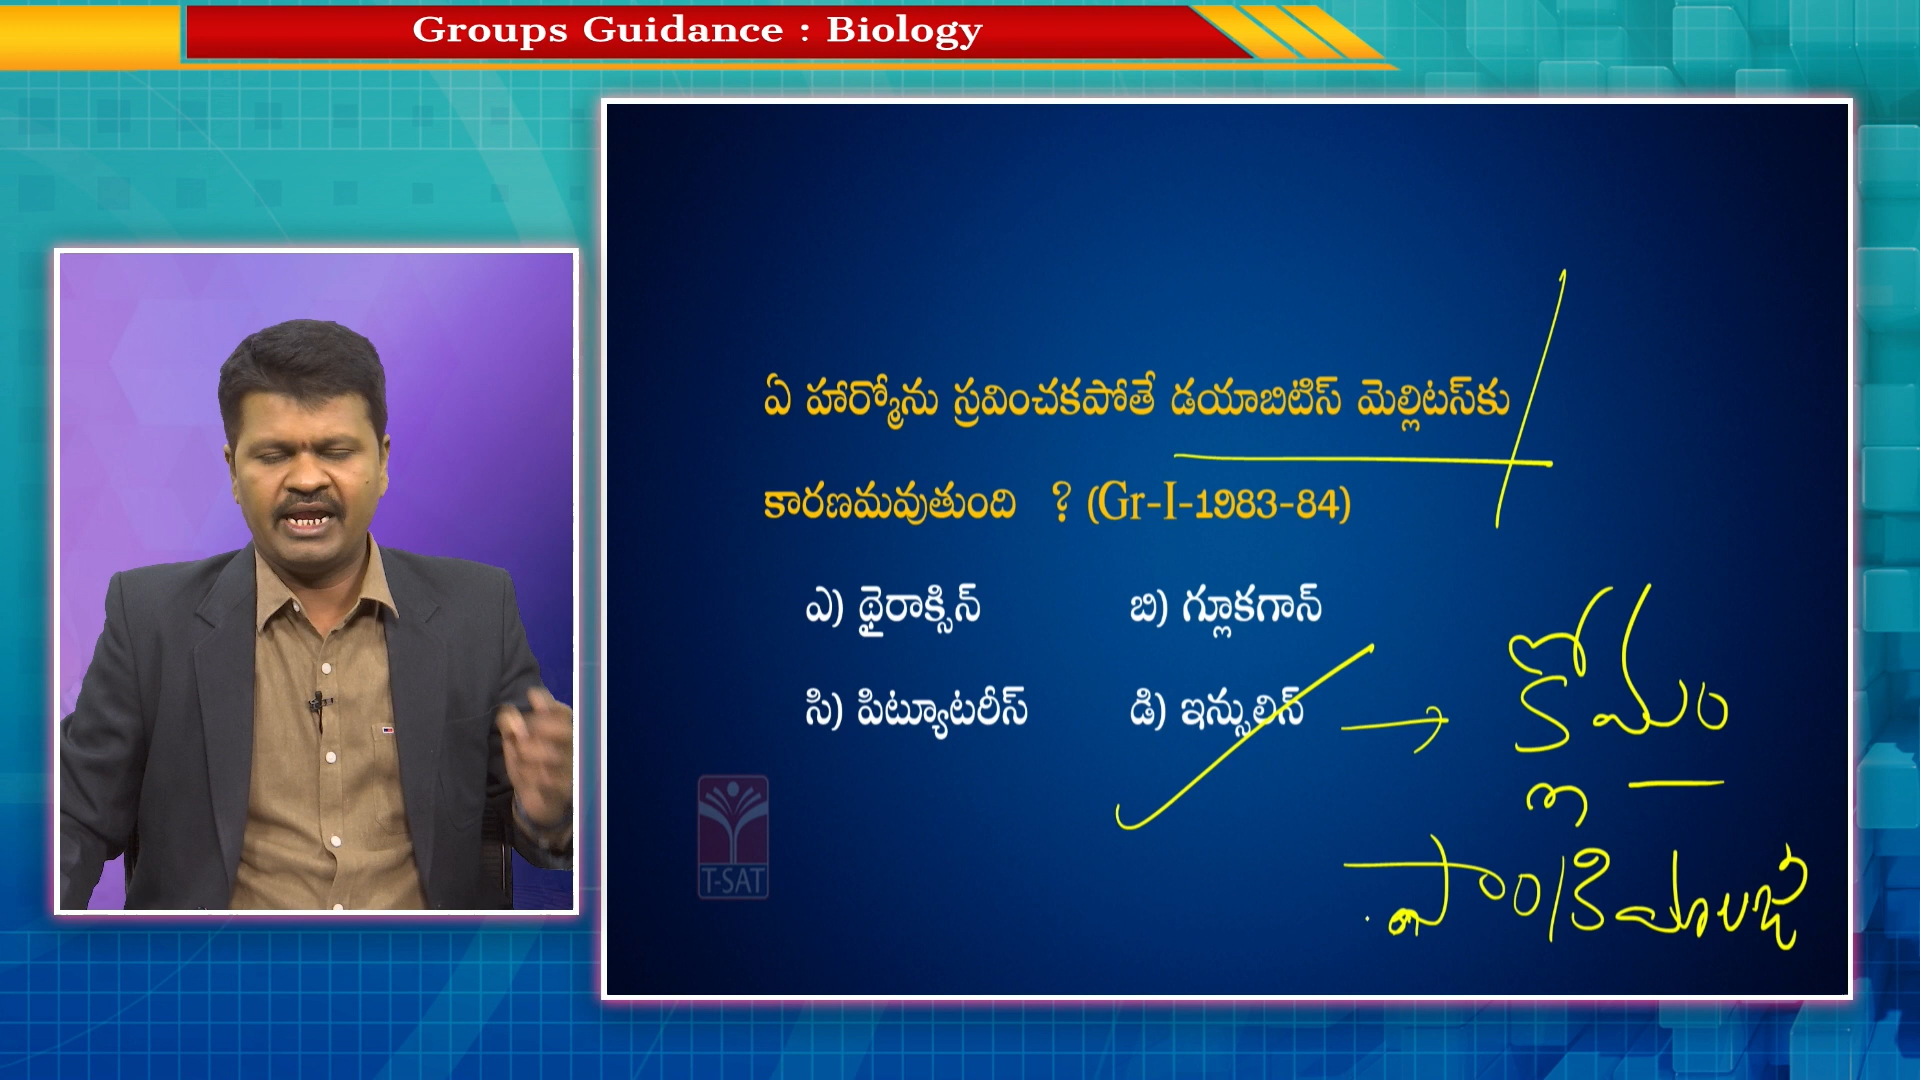 Groups Guidance : Biology
ఏ హార్మోను స్రవించకపోతే డయాబిటిస్ మెల్లిటస్‌కు
కారణమవుతుంది ? (Gr-I-1983-84)
ఎ) థైరాక్సిన్ బి) గ్లూకగాన్
సి) పిట్యూటరీస్ డి) ఇన్సులిన్
క్లోమం
T-SAT